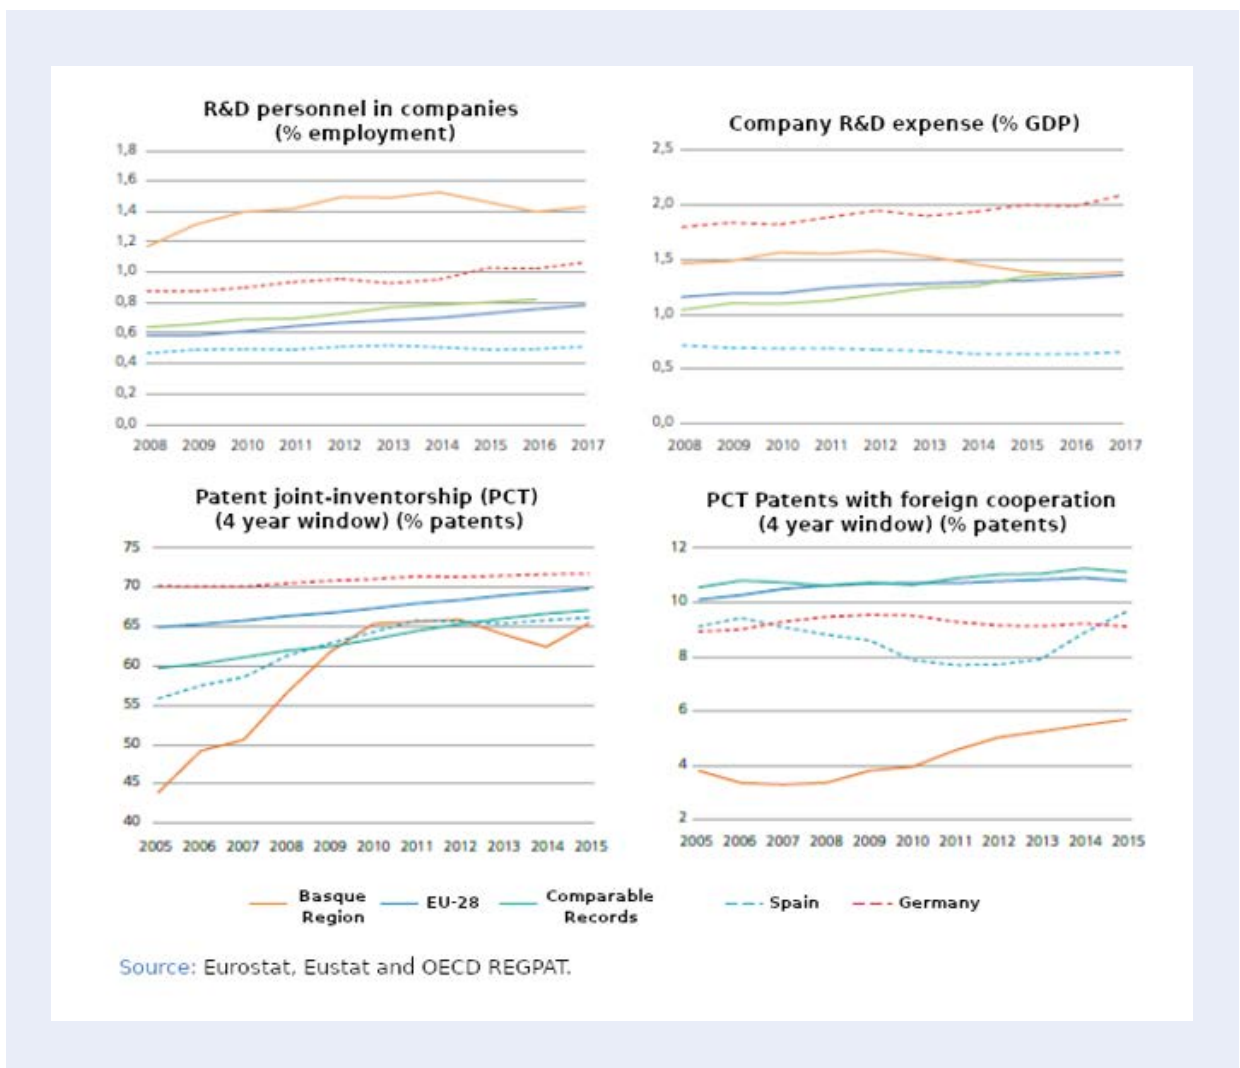 R&D personnel in companies
(% employment)
1,8
1,6
1,4
1,2
1,0
0,8
0,6
0,4
0,2
0,0
2008 2009 2010 2011 2012 2013 2014 2015 2016 2017
Company R&D expense (% GDP)
2,5
2,0
1,5
1,0
0,5
0,0
2008 2009 2010 2011 2012 2013 2014 2015 2016 2017
Patent joint-inventorship (PCT)
(4 year window) (% patents)
75
70
65
60
55
50
45
40
2005 2006 2007 2008 2009 2010 2011 2012 2013 2014 2015
PCT Patents with foreign cooperation
(4 year window) (% patents)
12
10
8
6
4
2
2005 2006 2007 2008 2009 2010 2011 2012 2013 2014 2015
Basque
Region
EU-28
Comparable
Records
Spain
Germany
Source: Eurostat, Eustat and OECD REGPAT.